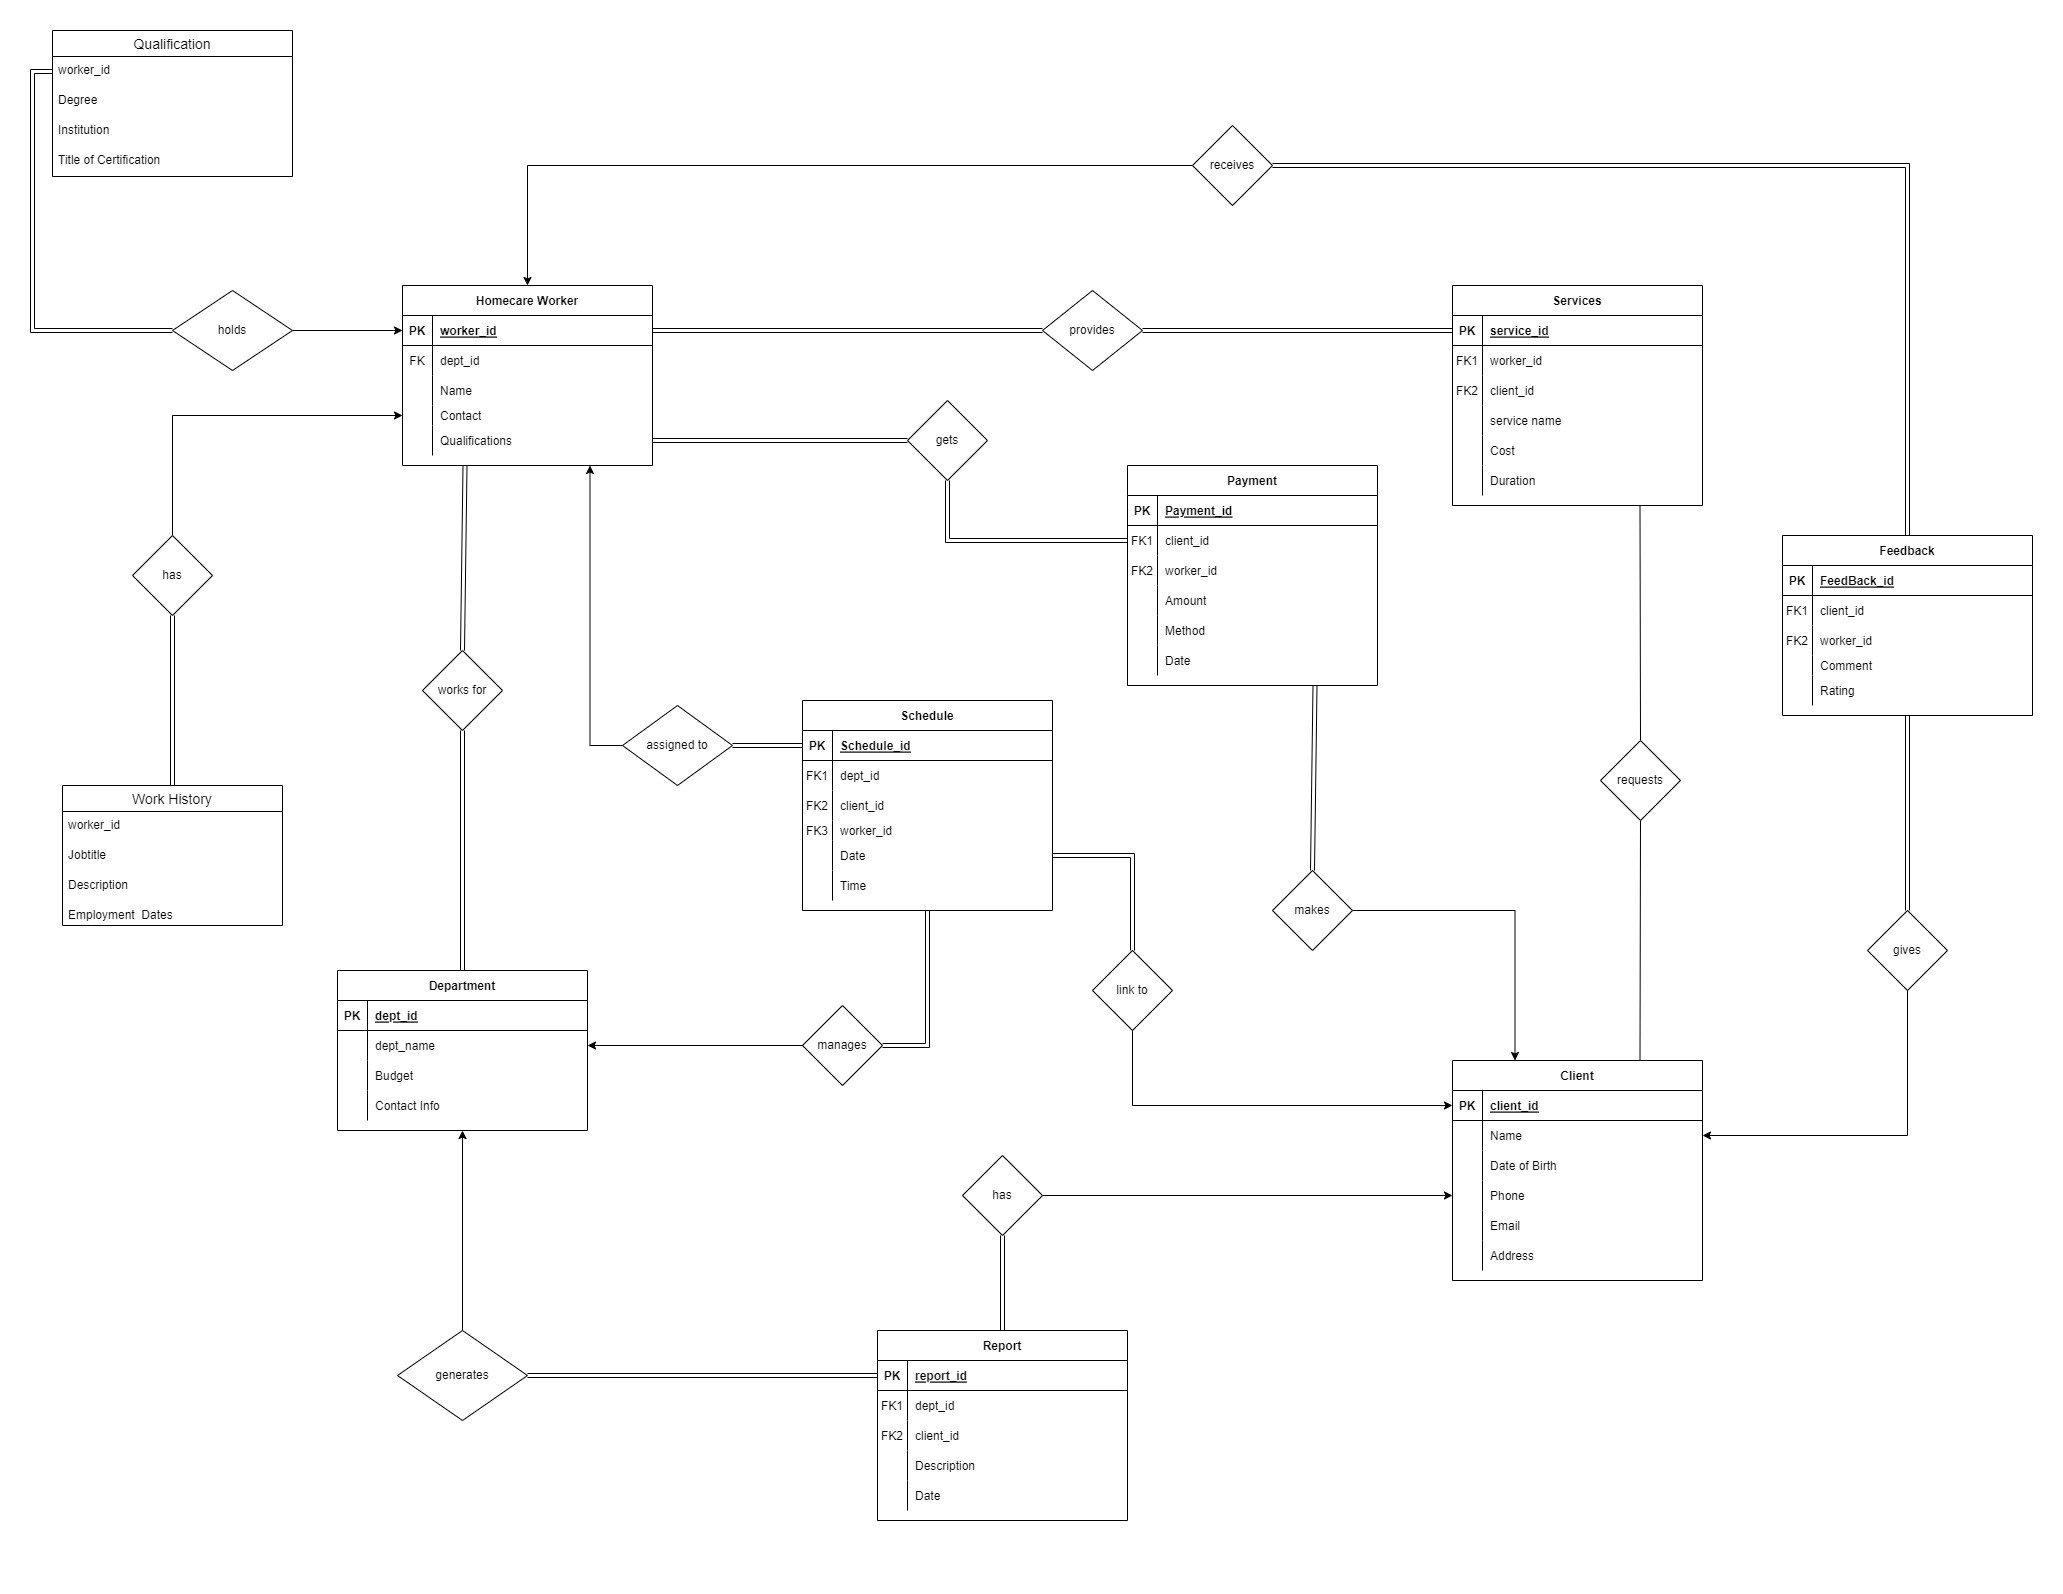 Qualification
worker_id
Degree
Institution
Title of Certification
receives
holds
Homecare Worker
PK worker_id
FK dept_id
Name
Contact
Qualifications
provides
Services
PK service_id
FK1 worker_id
FK2 client_id
service name
Cost
Duration
gets
Payment
PK Payment_id
FK1 client_id
FK2 worker_id
Amount
Method
Date
Feedback
PK FeedBack_id
FK1 client_id
FK2 worker_id
Comment
Rating
has
works for
assigned to
Schedule
PK Schedule_id
FK1 dept_id
FK2 client_id
FK3 worker_id
Date
Time
requests
Work History
worker_id
Jobtitle
Description
Employment  Dates
makes
gives
link to
Department
PK dept_id
dept_name
Budget
Contact Info
manages
Client
PK client_id
Name
Date of Birth
Phone
Email
Address
has
generates
Report
PK report_id
FK1 dept_id
FK2 client_id
Description
Date